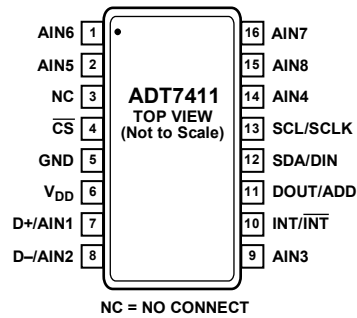 AIN6 1
AIN5 2
NC 3
C̅S̅ 4
GND 5
VDD 6
D+/AIN1 7
D–/AIN2 8
ADT7411
TOP VIEW
(Not to Scale)
16 AIN7
15 AIN8
14 AIN4
13 SCL/SCLK
12 SDA/DIN
11 DOUT/ADD
10 INT/I̅N̅T̅
9 AIN3
NC = NO CONNECT